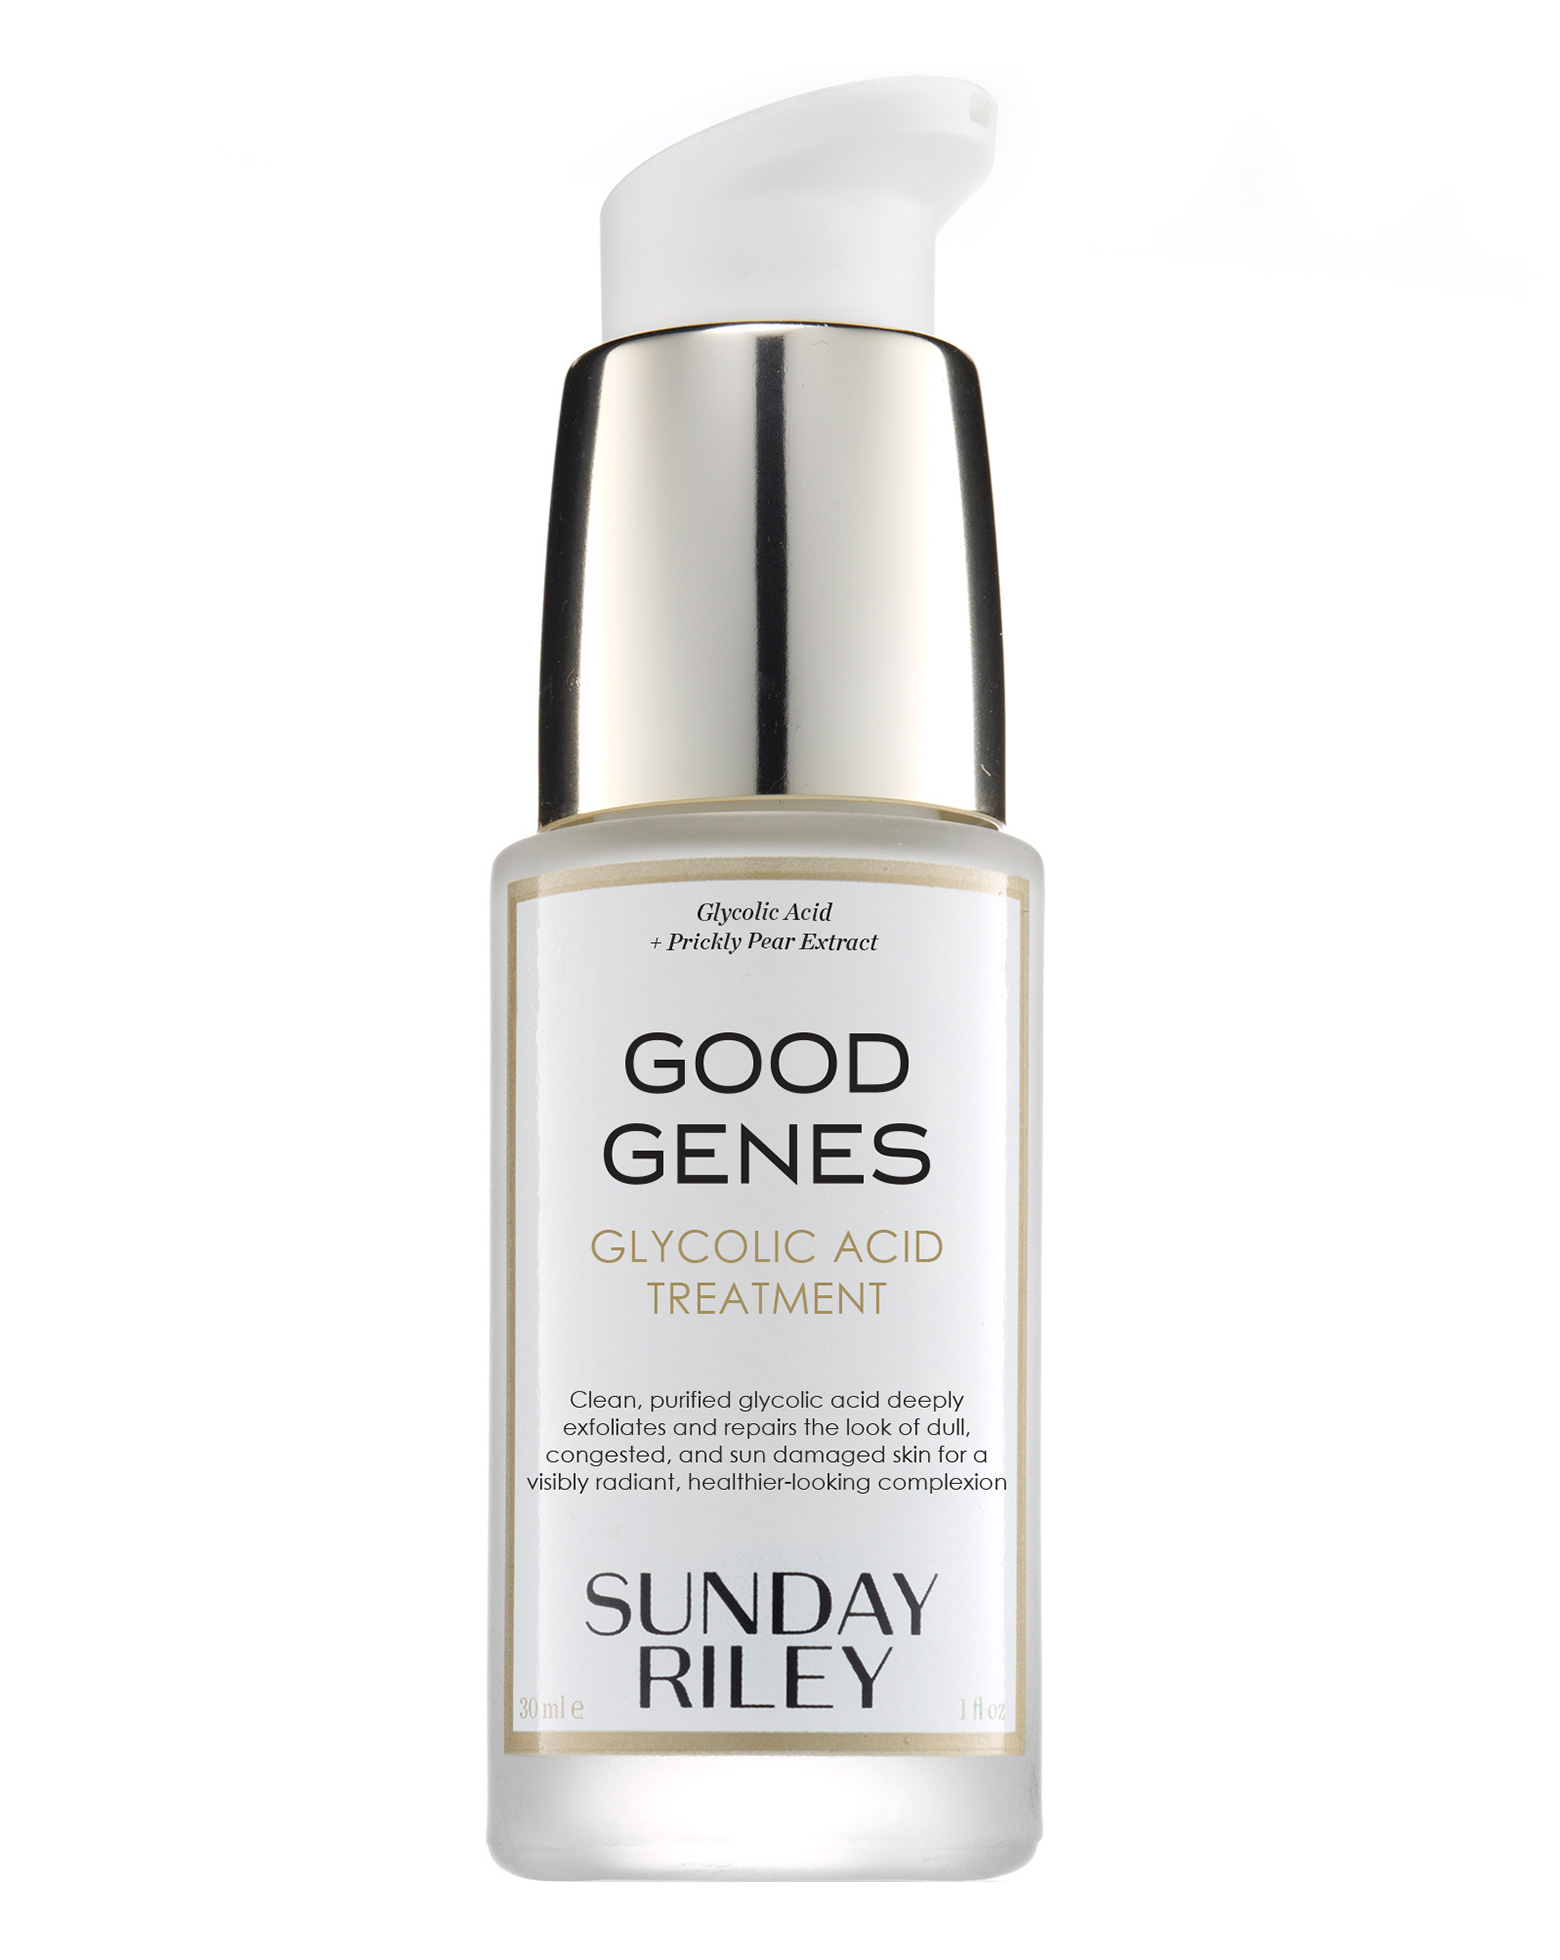 Glycolic Acid
+ Prickly Pear Extract
GOOD
GENES
GLYCOLIC ACID
TREATMENT
Clean, purified glycolic acid deeply
exfoliates and repairs the look of dull,
congested, and sun damaged skin for a
visibly radiant, healthier-looking complexion
SUNDAY
RILEY
30 ml e 1 fl oz